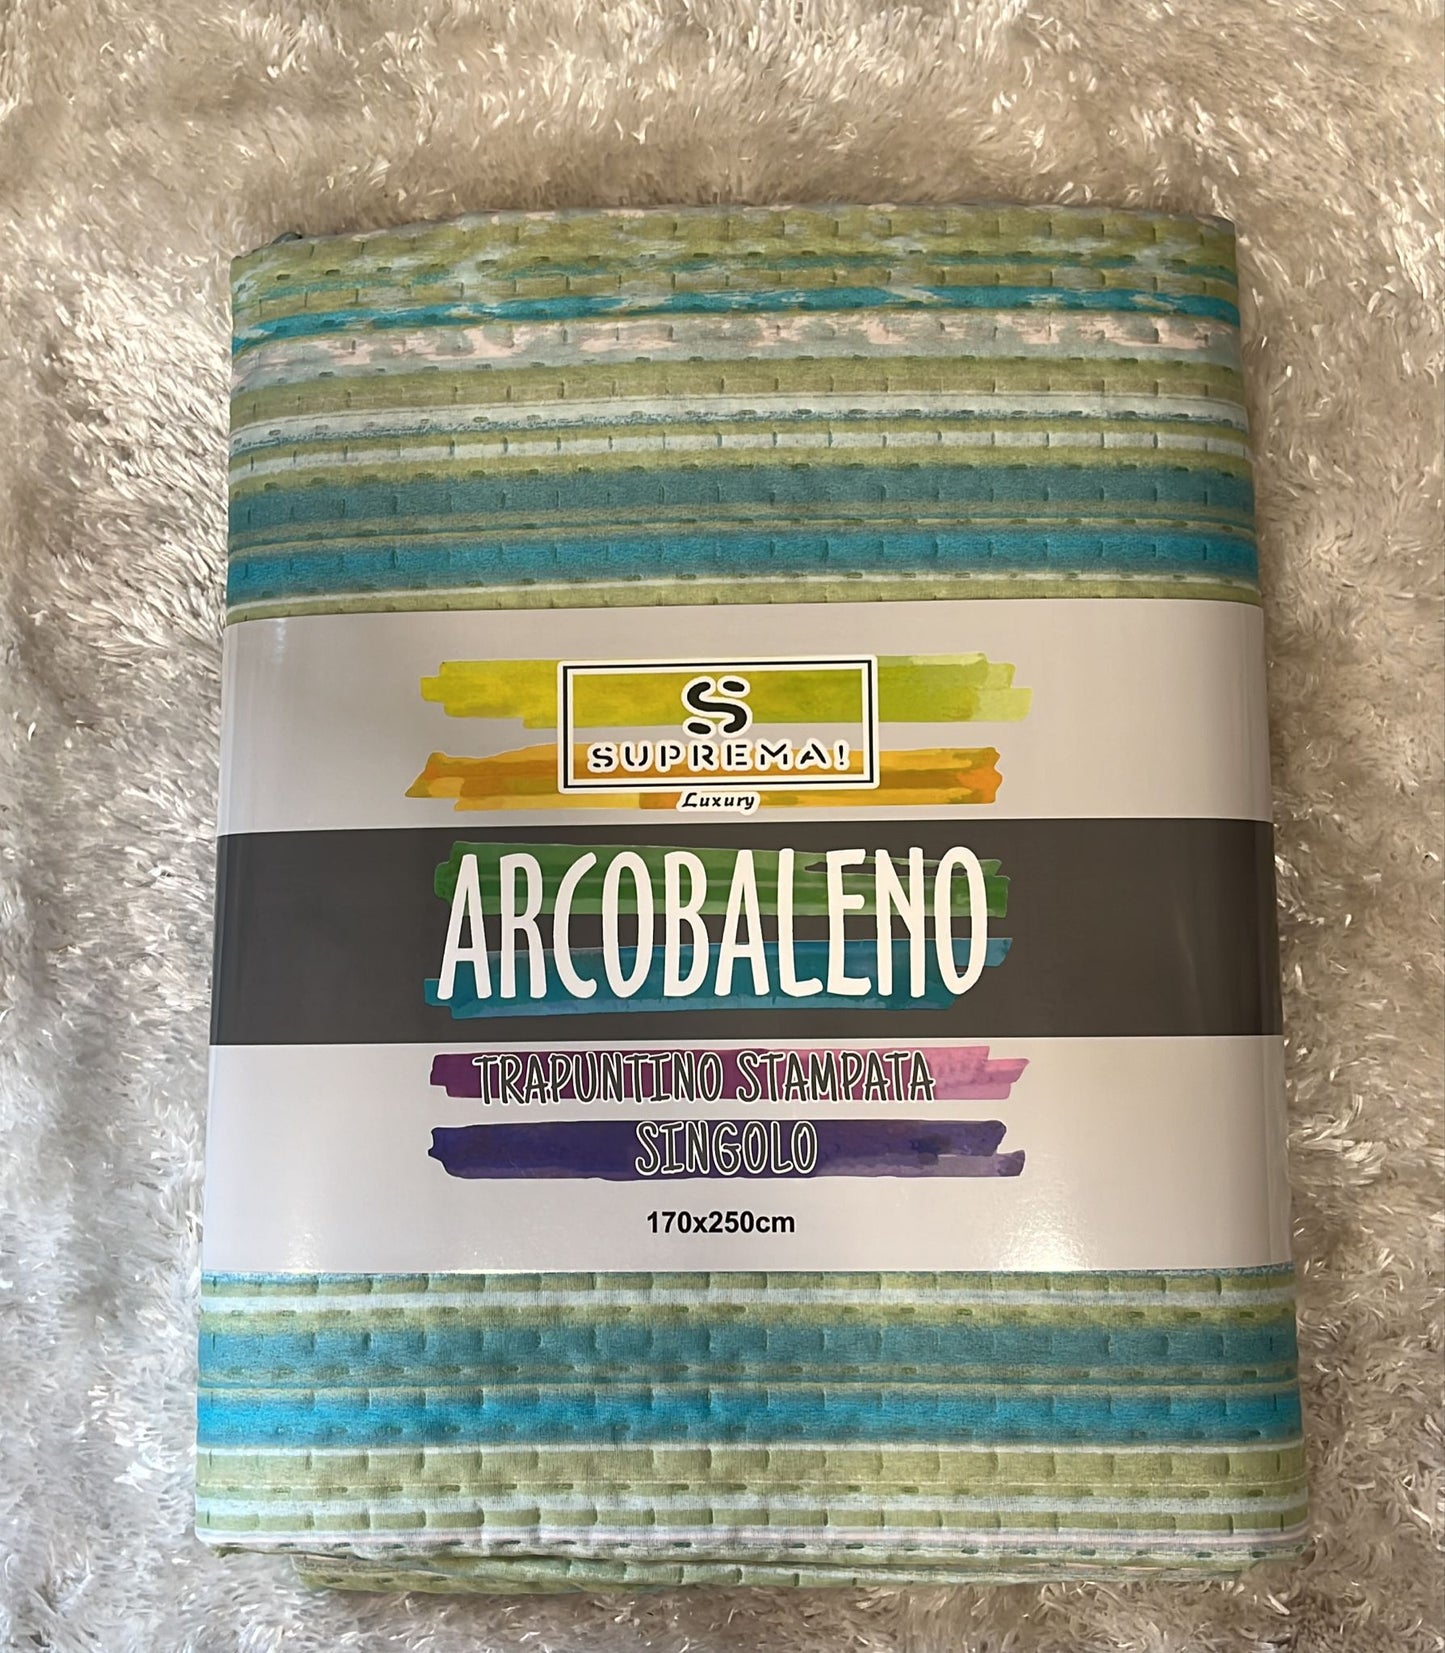 S
SUPREMA!
Luxury
ARCOBALENO
TRAPUNTINO STAMPATA
SINGOLO
170x250cm